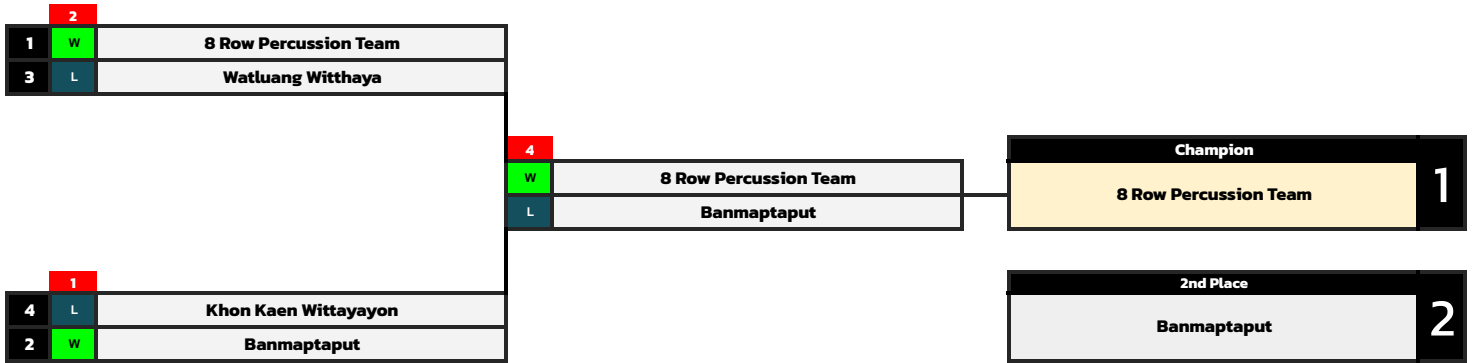 2
1 W 8 Row Percussion Team
3 L Watluang Witthaya
4
W 8 Row Percussion Team
L Banmaptaput
Champion
8 Row Percussion Team
1
1
4 L Khon Kaen Wittayayon
2 W Banmaptaput
2nd Place
Banmaptaput
2